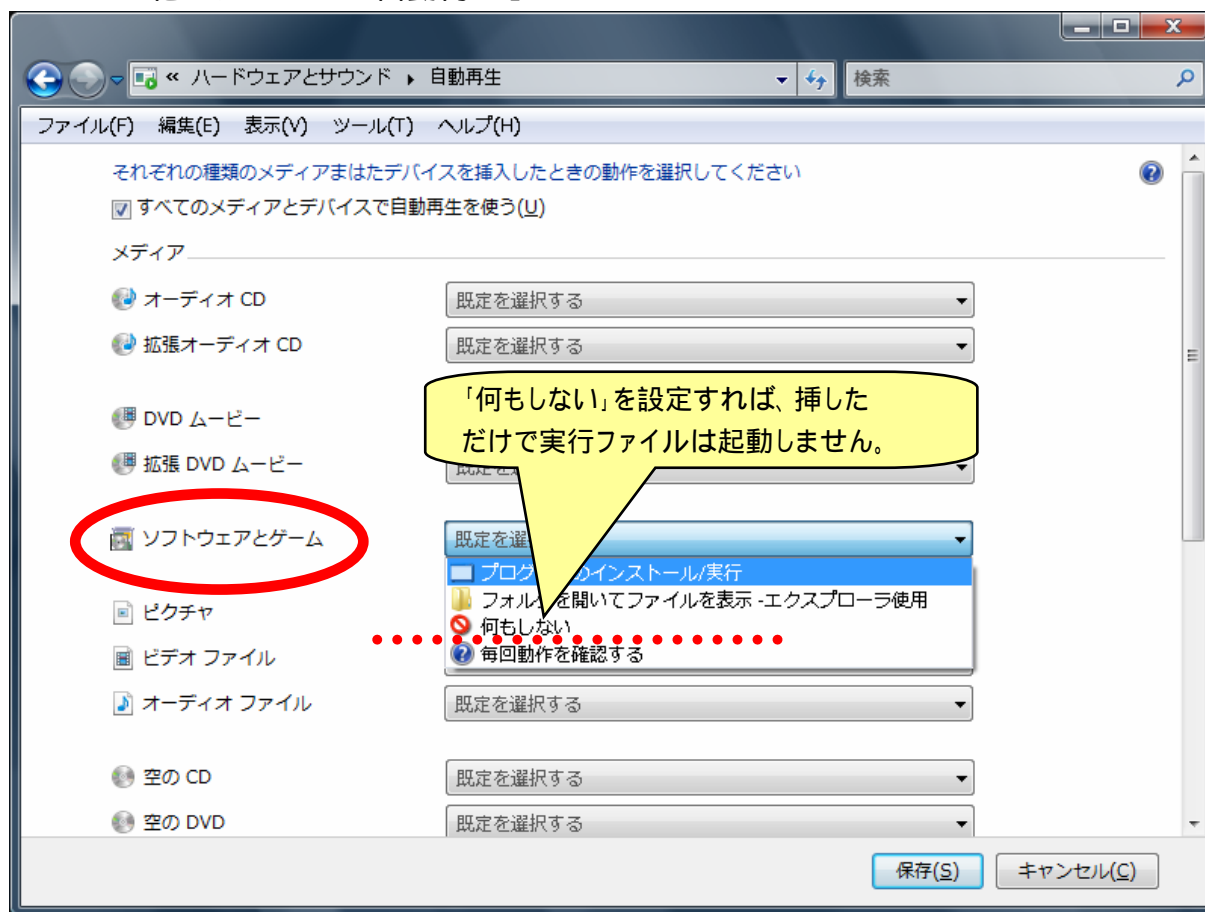 « ハードウェアとサウンド ▸ 自動再生
検索
ファイル(F) 編集(E) 表示(V) ツール(T) ヘルプ(H)
それぞれの種類のメディアまはたデバイスを挿入したときの動作を選択してください
すべてのメディアとデバイスで自動再生を使う(U)
メディア
オーディオ CD 既定を選択する
拡張オーディオ CD 既定を選択する
「何もしない」を設定すれば、挿した
だけで実行ファイルは起動しません。
DVD ムービー
拡張 DVD ムービー
ソフトウェアとゲーム 既定を選
プログ のインストール/実行
フォル を開いてファイルを表示 -エクスプローラ使用
何もしない
毎回動作を確認する
ピクチャ
ビデオ ファイル
オーディオ ファイル 既定を選択する
空の CD 既定を選択する
空の DVD 既定を選択する
保存(S) キャンセル(C)